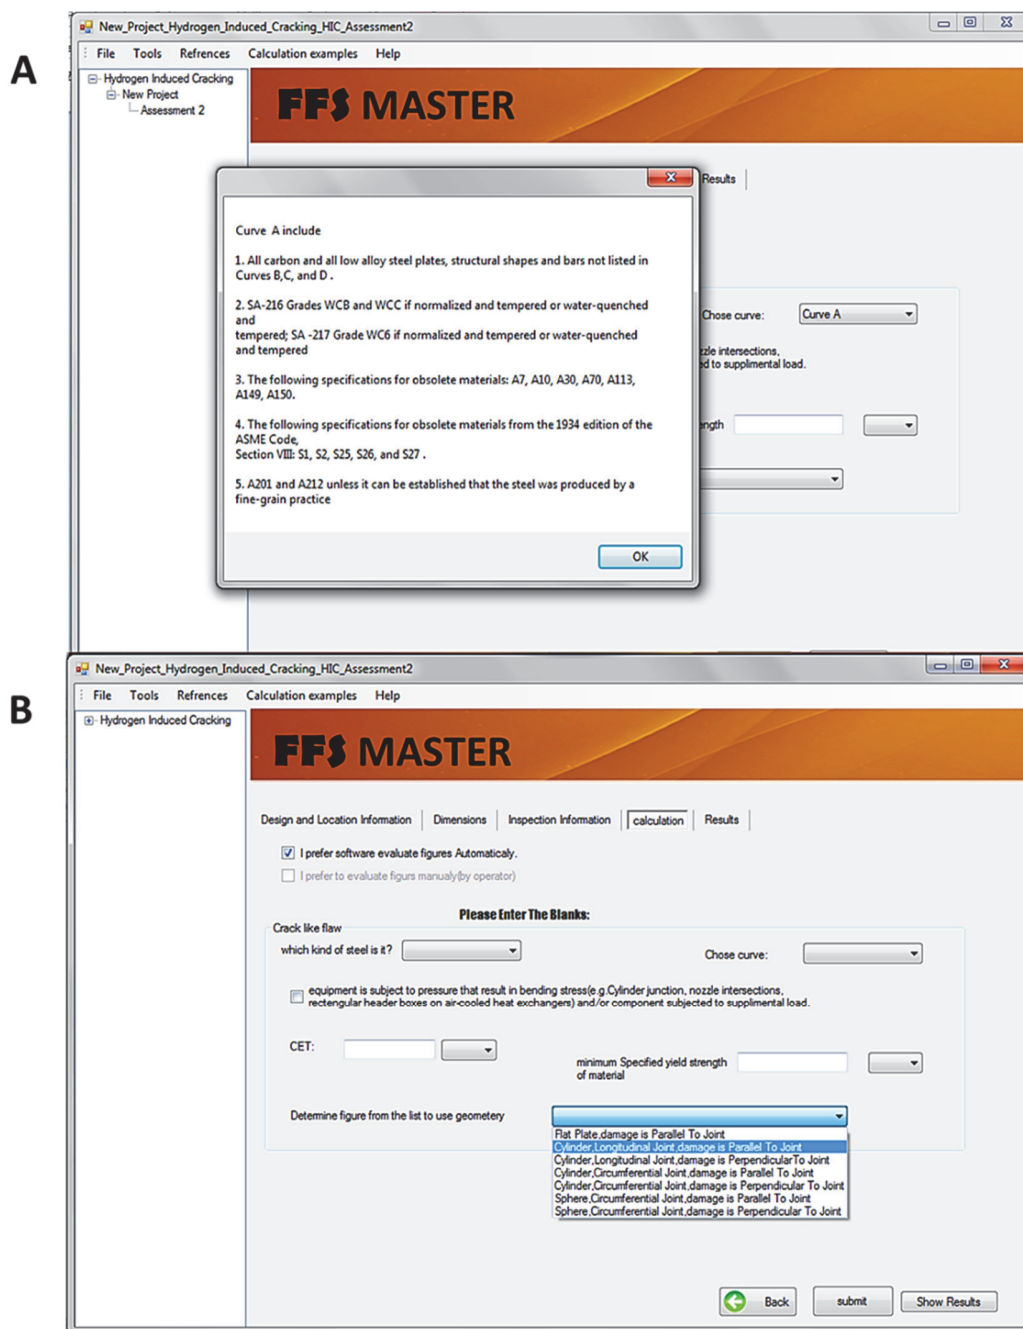 A
New_Project_Hydrogen_Induced_Cracking_HIC_Assessment2
File Tools Refrences Calculation examples Help
Hydrogen Induced Cracking
New Project
Assessment 2
FFS MASTER
Results
Curve A include
1. All carbon and all low alloy steel plates, structural shapes and bars not listed in
Curves B,C, and D .
2. SA-216 Grades WCB and WCC if normalized and tempered or water-quenched
and
tempered; SA -217 Grade WC6 if normalized and tempered or water-quenched
and tempered
3. The following specifications for obsolete materials: A7, A10, A30, A70, A113,
A149, A150.
4. The following specifications for obsolete materials from the 1934 edition of the
ASME Code,
Section VIII: S1, S2, S25, S26, and S27 .
5. A201 and A212 unless it can be established that the steel was produced by a
fine-grain practice
OK
Chose curve: Curve A
zzle intersections,
ed to supplimental load.
ength
B
New_Project_Hydrogen_Induced_Cracking_HIC_Assessment2
File Tools Refrences Calculation examples Help
Hydrogen Induced Cracking
FFS MASTER
Design and Location Information Dimensions Inspection Information calculation Results
I prefer software evaluate figures Automaticaly.
I prefer to evaluate figurs manualy(by operator)
Please Enter The Blanks:
Crack like flaw
which kind of steel is it?
Chose curve:
equipment is subject to pressure that result in bending stress(e.g.Cylinder junction, nozzle intersections,
rectangular header boxes on air-cooled heat exchangers) and/or component subjected to supplimental load.
CET:
minimum Specified yield strength
of material
Determine figure from the list to use geometery
Flat Plate,damage is Parallel To Joint
Cylinder,Longitudinal Joint,damage is Parallel To Joint
Cylinder,Longitudinal Joint,damage is PerpendicularTo Joint
Cylinder,Circumferential Joint,damage is Parallel To Joint
Cylinder,Circumferential Joint,damage is Perpendicular To Joint
Sphere,Circumferential Joint,damage is Parallel To Joint
Sphere,Circumferential Joint,damage is Perpendicular To Joint
Back submit Show Results